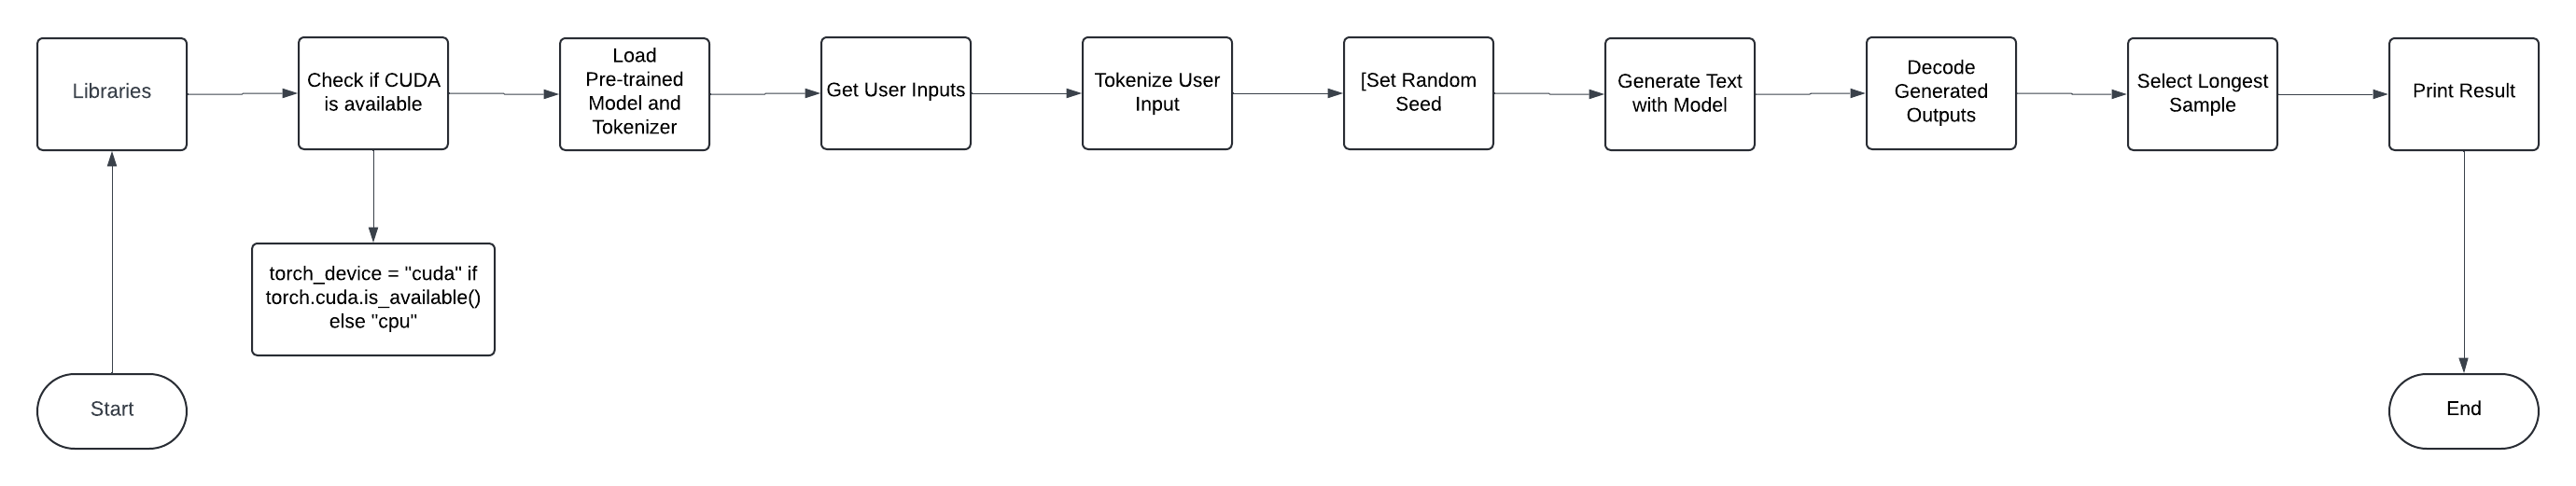 Libraries
Check if CUDA
is available
Load
Pre-trained
Model and
Tokenizer
Get User Inputs
Tokenize User
Input
[Set Random
Seed
Generate Text
with Model
Decode
Generated
Outputs
Select Longest
Sample
Print Result
torch_device = "cuda" if
torch.cuda.is_available()
else "cpu"
Start
End